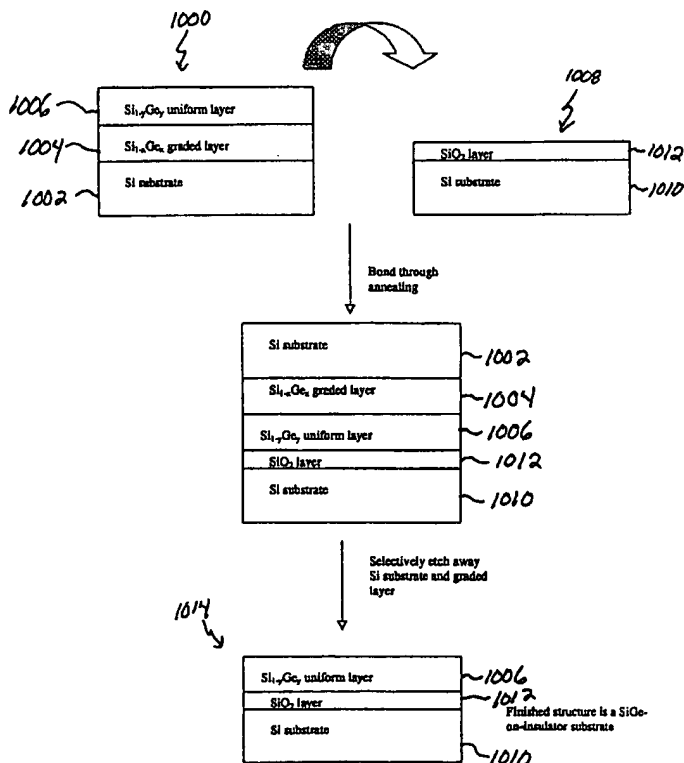 1000
1008
1006
Si1-yGey uniform layer
1004
Si1-xGex graded layer
SiO2 layer
1012
Si substrate
1002
Si substrate
1010
Bond through
annealing
Si substrate
1002
Si1-xGex graded layer
1004
Si1-yGey uniform layer
1006
SiO2 layer
1012
Si substrate
1010
Selectively etch away
Si substrate and graded
layer
1014
Si1-yGey uniform layer
1006
SiO2 layer
1012
Finished structure is a SiGe-
on-insulator substrate
Si substrate
1010